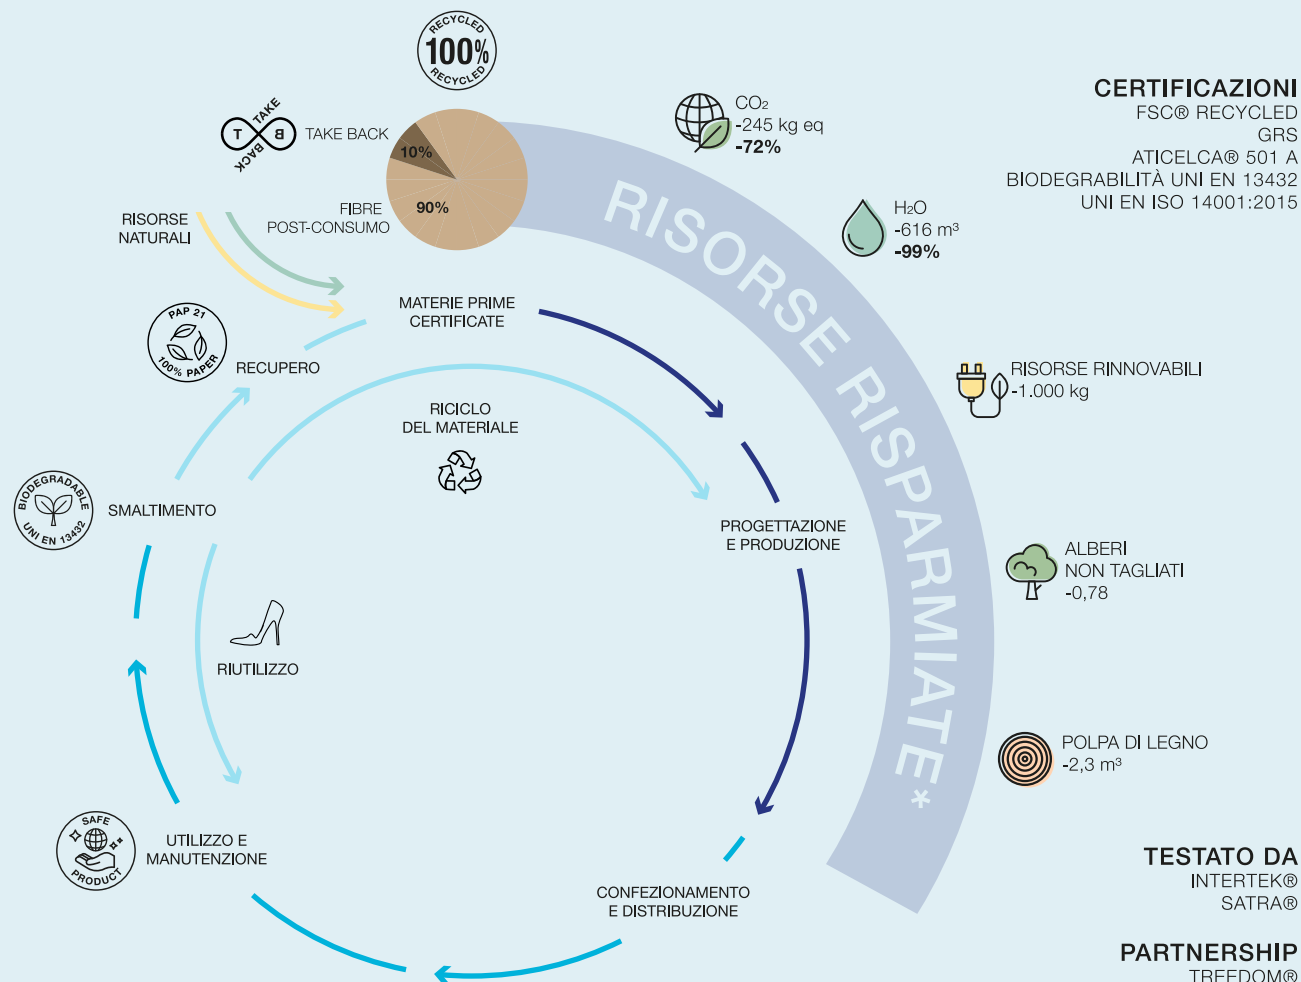 RECYCLED
100%
RECYCLED
TAKE
T B
BACK
TAKE BACK
10%
FIBRE
POST-CONSUMO
90%
RISORSE
NATURALI
CO₂
-245 kg eq
-72%
H₂O
-616 m³
-99%
RISORSE RINNOVABILI
-1.000 kg
ALBERI
NON TAGLIATI
-0,78
POLPA DI LEGNO
-2,3 m³
RISORSE RISPARMIATE*
CERTIFICAZIONI
FSC® RECYCLED
GRS
ATICELCA® 501 A
BIODEGRABILITÀ UNI EN 13432
UNI EN ISO 14001:2015
MATERIE PRIME
CERTIFICATE
PAP 21
100% PAPER
RECUPERO
RICICLO
DEL MATERIALE
BIODEGRADABLE
UNI EN 13432
SMALTIMENTO
PROGETTAZIONE
E PRODUZIONE
RIUTILIZZO
SAFE
PRODUCT
UTILIZZO E
MANUTENZIONE
CONFEZIONAMENTO
E DISTRIBUZIONE
TESTATO DA
INTERTEK®
SATRA®
PARTNERSHIP
TREEDOM®